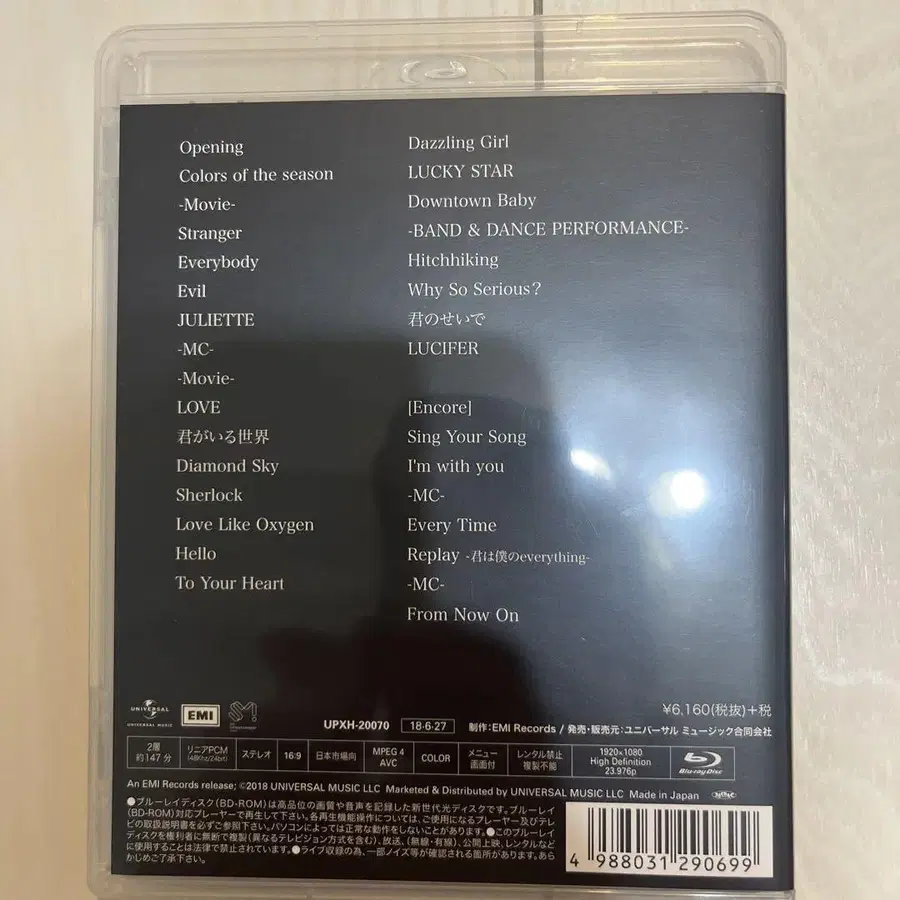 Opening
Colors of the season
-Movie-
Stranger
Everybody
Evil
JULIETTE
-MC-
-Movie-
LOVE
君がいる世界
Diamond Sky
Sherlock
Love Like Oxygen
Hello
To Your Heart
Dazzling Girl
LUCKY STAR
Downtown Baby
-BAND & DANCE PERFORMANCE-
Hitchhiking
Why So Serious?
君のせいで
LUCIFER
[Encore]
Sing Your Song
I'm with you
-MC-
Every Time
Replay -君は僕のeverything-
-MC-
From Now On
¥6,160(税抜)+税
UNIVERSAL
UNIVERSAL MUSIC
EMI
UPXH-20070
18-6-27
制作:EMI Records / 発売・販売元:ユニバーサル ミュージック合同会社
2層
約147分
リニアPCM
(48Khz/24bit)
ステレオ
16:9
日本市場向
MPEG 4
AVC
COLOR
メニュー
画面付
レンタル禁止
複製不能
1920×1080
High Definition
23.976p
Blu-ray Disc
An EMI Records release; ©2018 UNIVERSAL MUSIC LLC Marketed & Distributed by UNIVERSAL MUSIC LLC Made in Japan
●ブルーレイディスク(BD-ROM)は高品位の画質や音声を記録した新世代光ディスクです。ブルーレイ
(BD-ROM)対応プレーヤーで再生して下さい。各再生機能操作については、ご使用になるプレーヤー及びテレ
ビの取扱説明書を必ずご参照下さい。パソコンによっては正常な動作をしないことがあります。●このブルーレイ
ディスクを権利者に無断で複製(異なるテレビジョン方式を含む)、放送、(無線・有線)、公開上映、レンタルなど
に使用することは法律で禁止されています。●ライブ収録の為、一部ノイズ等が確認される箇所があります。あら
かじめご了承下さい。
4 988031 290699